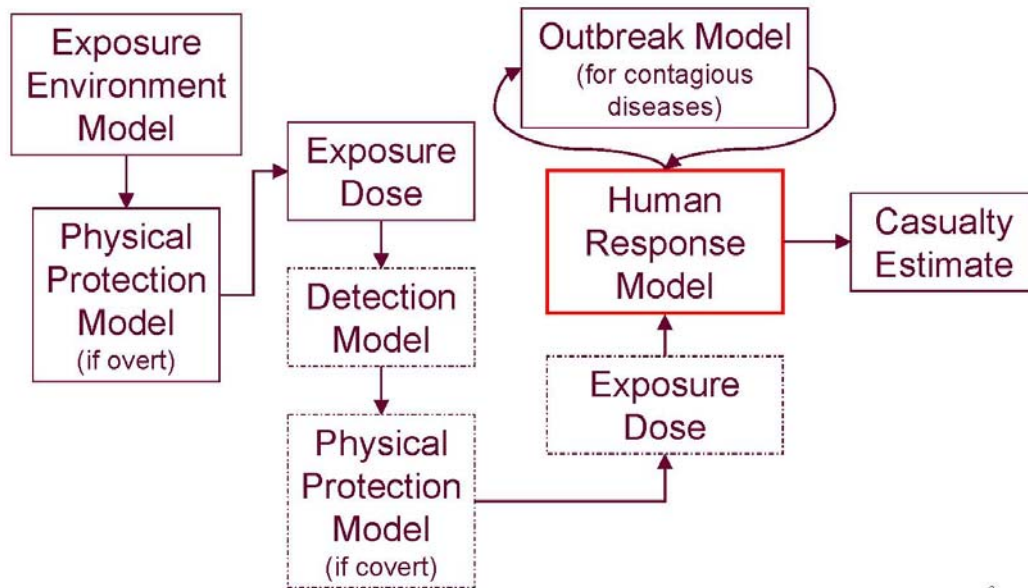 Exposure
Environment
Model
Physical
Protection
Model
(if overt)
Exposure
Dose
Detection
Model
Physical
Protection
Model
(if covert)
Outbreak Model
(for contagious
diseases)
Human
Response
Model
Exposure
Dose
Casualty
Estimate